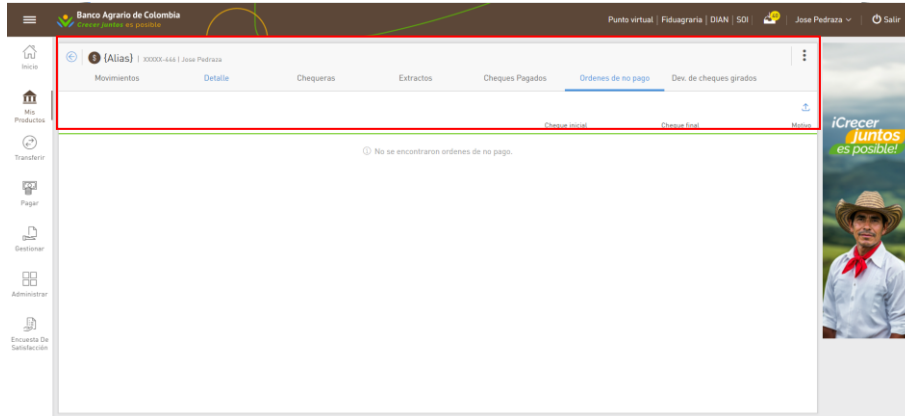 Banco Agrario de Colombia
Crecer juntos es posible
Punto virtual | Fiduagraria | DIAN | SOI |
Jose Pedraza
Salir
Inicio
Mis
Productos
Transferir
Pagar
Gestionar
Administrar
Encuesta De
Satisfacción
{Alias} | XXXXX-446 | Jose Pedraza
Movimientos
Detalle
Chequeras
Extractos
Cheques Pagados
Ordenes de no pago
Dev. de cheques girados
Cheque inicial
Cheque final
Motivo
No se encontraron ordenes de no pago.
¡Crecer
juntos
es posible!